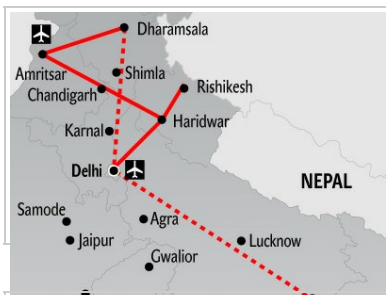 Dharamsala
Amritsar
Shimla
Chandigarh
Rishikesh
Haridwar
Karnal
Delhi
NEPAL
Samode
Agra
Jaipur
Lucknow
Gwalior